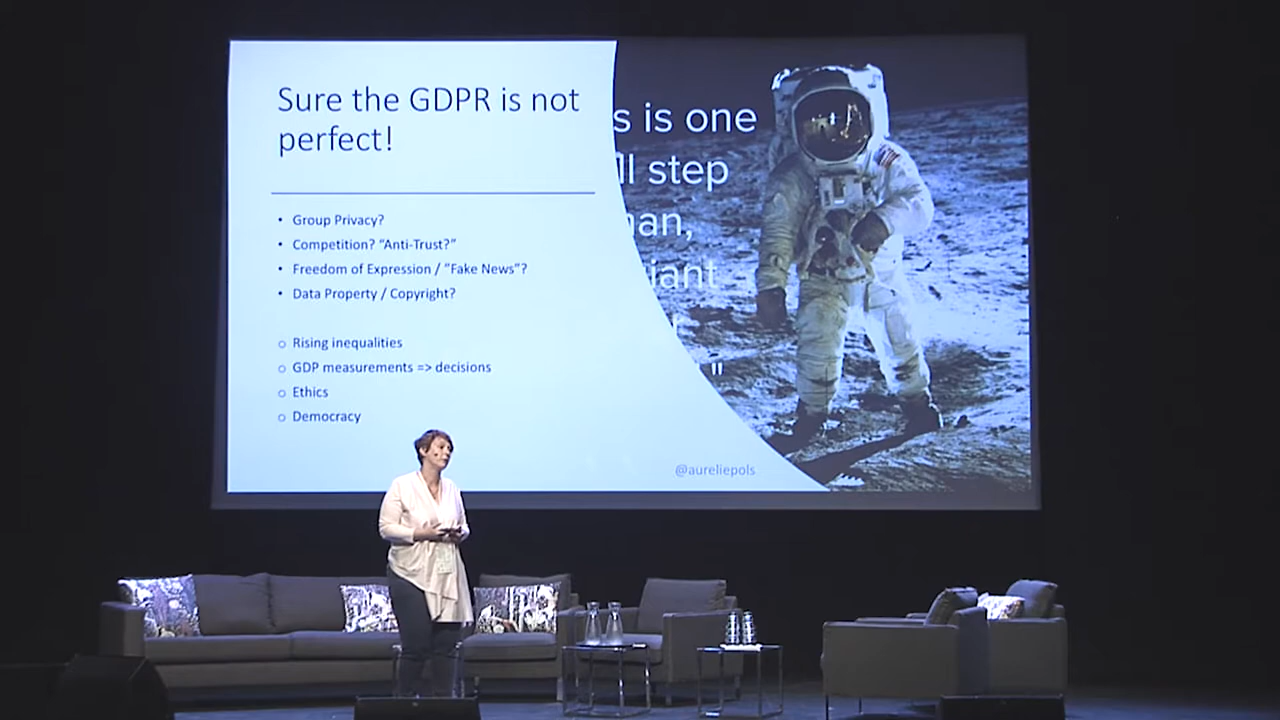 Sure the GDPR is not
perfect!
• Group Privacy?
• Competition? “Anti-Trust?”
• Freedom of Expression / “Fake News”?
• Data Property / Copyright?
o Rising inequalities
o GDP measurements => decisions
o Ethics
o Democracy
@aureliepols
s is one
ll step
an,
iant
"